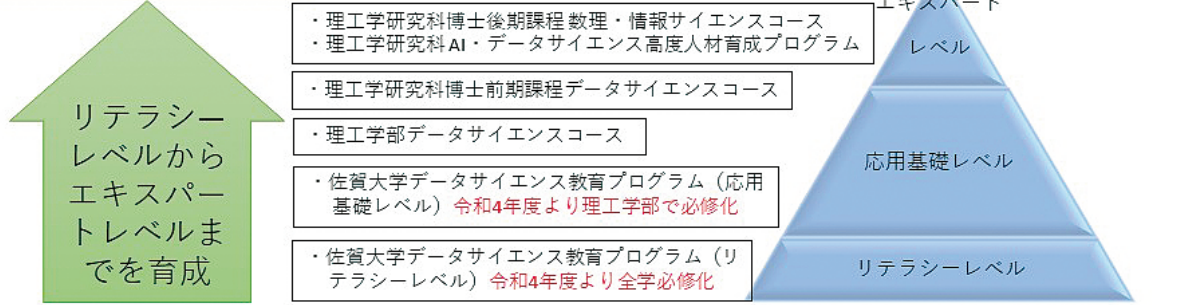 リテラシー
レベルから
エキスパー
トレベルま
でを育成
・理工学研究科博士後期課程 数理・情報サイエンスコース
・理工学研究科AI・データサイエンス高度人材育成プログラム
・理工学研究科博士前期課程データサイエンスコース
・理工学部データサイエンスコース
・佐賀大学データサイエンス教育プログラム（応用
基礎レベル）令和4年度より理工学部で必修化
・佐賀大学データサイエンス教育プログラム（リ
テラシーレベル）令和4年度より全学必修化
エキスパート
レベル
応用基礎レベル
リテラシーレベル